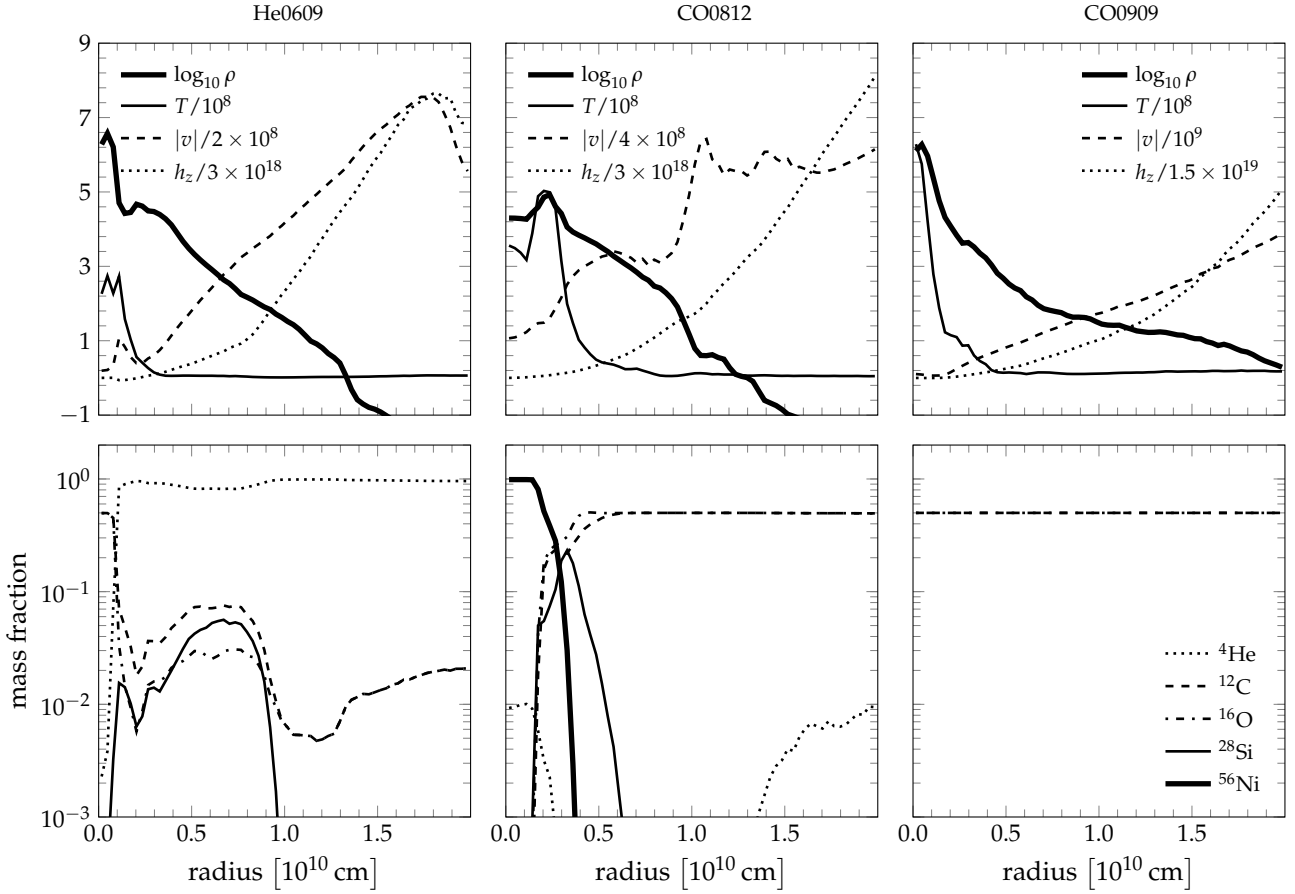 He0609
CO0812
CO0909
9
7
5
3
1
−1
log₁₀ ρ
T/10⁸
|v|/2 × 10⁸
h_z/3 × 10¹⁸
log₁₀ ρ
T/10⁸
|v|/4 × 10⁸
h_z/3 × 10¹⁸
log₁₀ ρ
T/10⁸
|v|/10⁹
h_z/1.5 × 10¹⁹
mass fraction
10⁰
10⁻¹
10⁻²
10⁻³
⁴He
¹²C
¹⁶O
²⁸Si
⁵⁶Ni
0.0 0.5 1.0 1.5
0.0 0.5 1.0 1.5
0.0 0.5 1.0 1.5
radius [10¹⁰ cm]
radius [10¹⁰ cm]
radius [10¹⁰ cm]